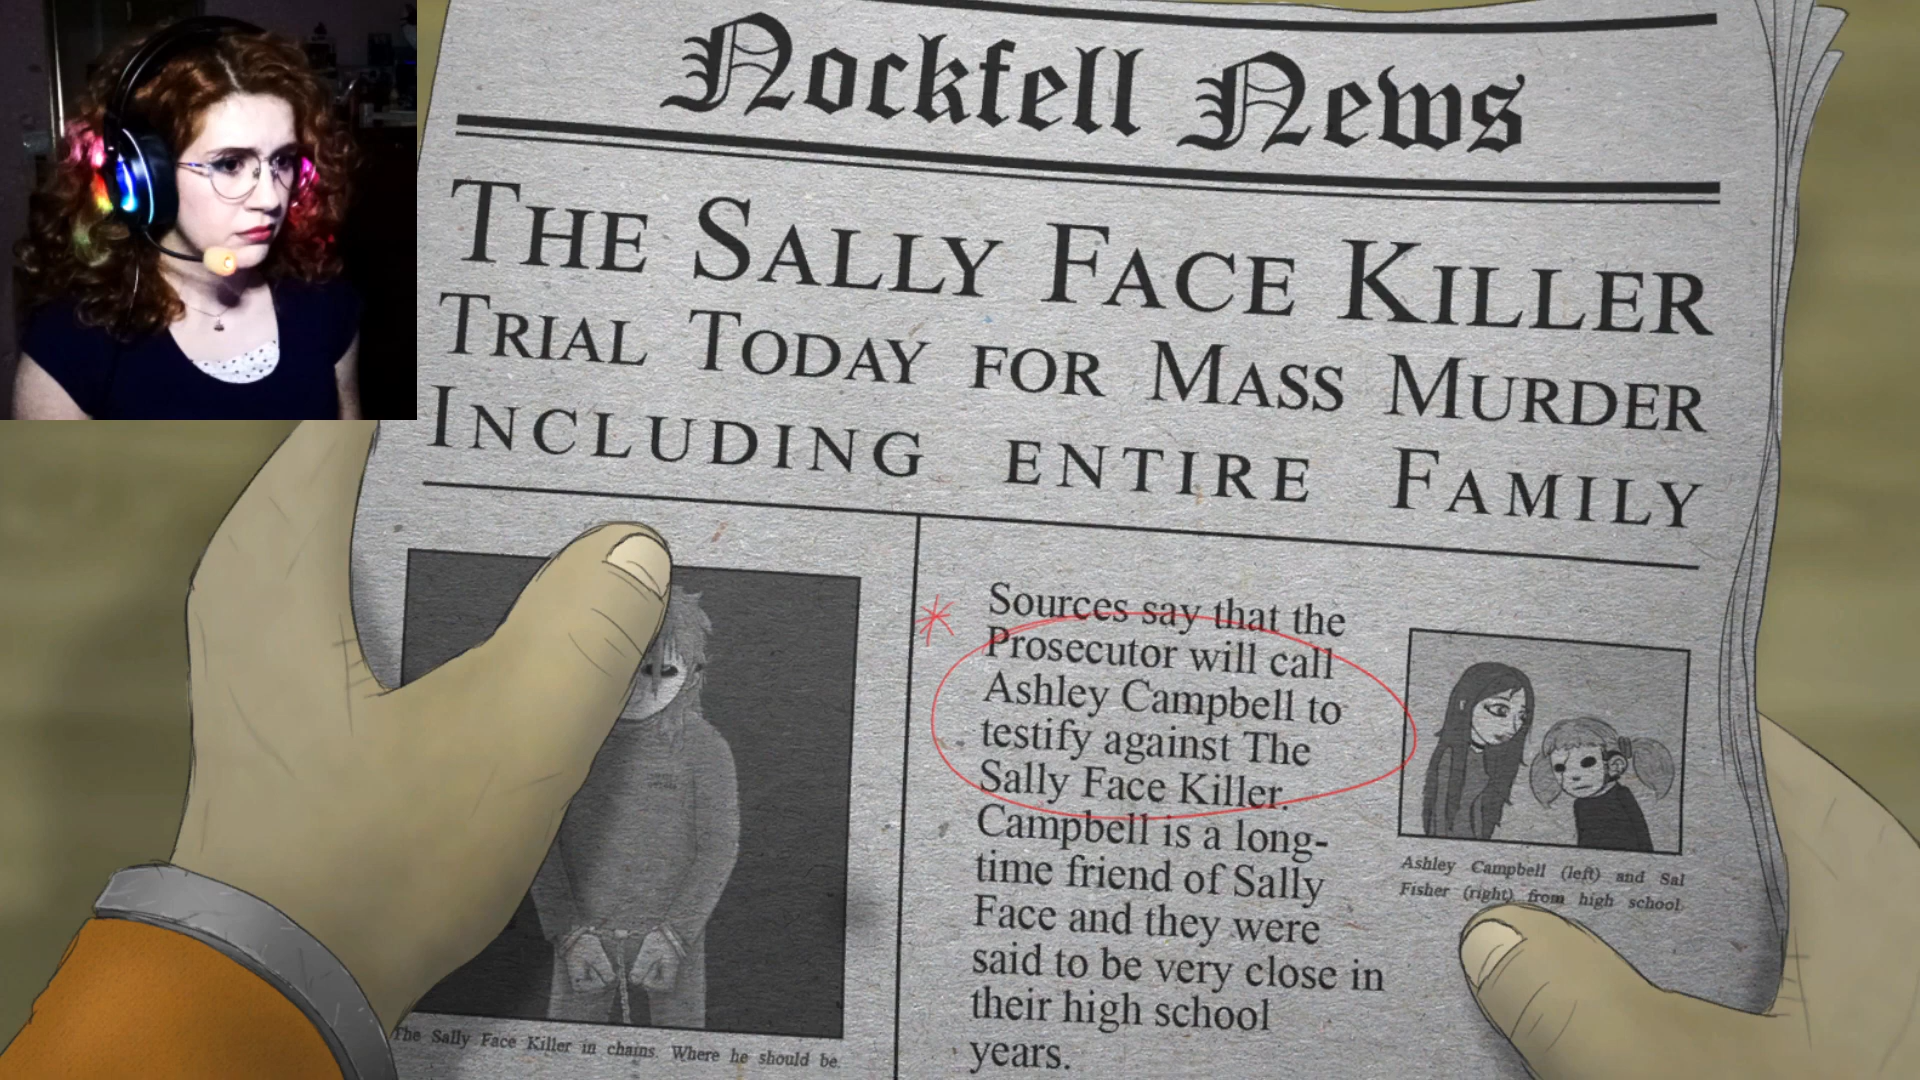 Nockfell News
THE SALLY FACE KILLER
TRIAL TODAY FOR MASS MURDER
INCLUDING ENTIRE FAMILY
Sources say that the
Prosecutor will call
Ashley Campbell to
testify against The
Sally Face Killer.
Campbell is a long-
time friend of Sally
Face and they were
said to be very close in
their high school
years.
Ashley Campbell (left) and Sal
Fisher (right) from high school.
The Sally Face Killer in chains. Where he should be.